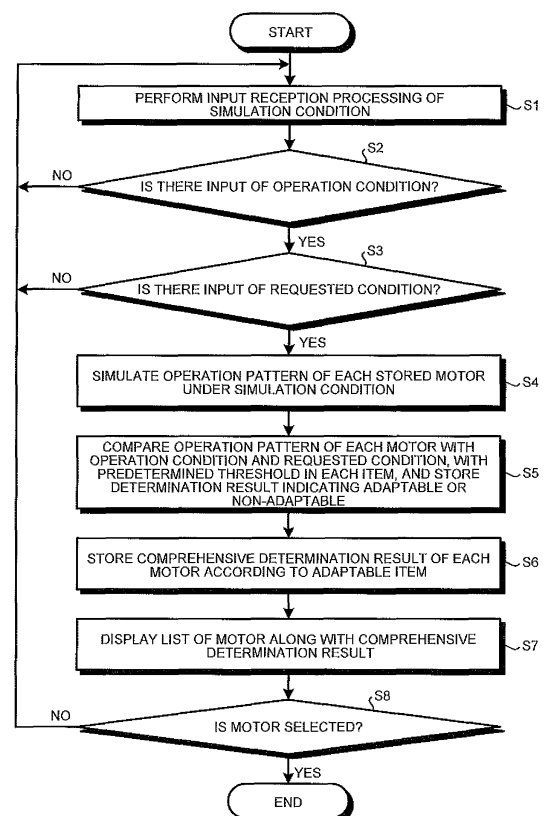 START
PERFORM INPUT RECEPTION PROCESSING OF
SIMULATION CONDITION
S1
S2
IS THERE INPUT OF OPERATION CONDITION?
NO
YES
S3
IS THERE INPUT OF REQUESTED CONDITION?
NO
YES
SIMULATE OPERATION PATTERN OF EACH STORED MOTOR
UNDER SIMULATION CONDITION
S4
COMPARE OPERATION PATTERN OF EACH MOTOR WITH
OPERATION CONDITION AND REQUESTED CONDITION, WITH
PREDETERMINED THRESHOLD IN EACH ITEM, AND STORE
DETERMINATION RESULT INDICATING ADAPTABLE OR
NON-ADAPTABLE
S5
STORE COMPREHENSIVE DETERMINATION RESULT OF EACH
MOTOR ACCORDING TO ADAPTABLE ITEM
S6
DISPLAY LIST OF MOTOR ALONG WITH COMPREHENSIVE
DETERMINATION RESULT
S7
S8
IS MOTOR SELECTED?
NO
YES
END